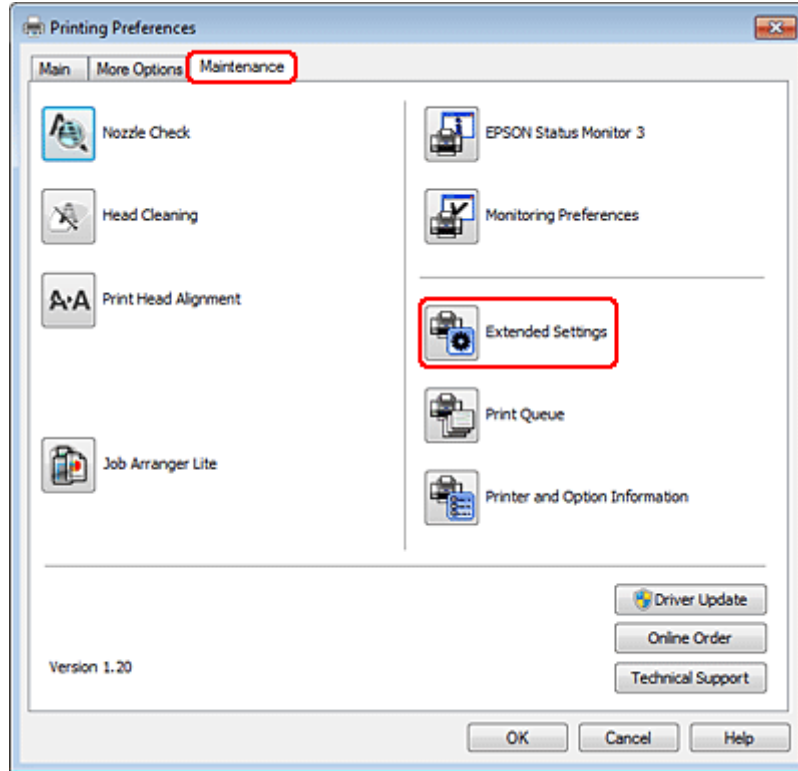 Printing Preferences
Main
More Options
Maintenance
Nozzle Check
Head Cleaning
A·A
Print Head Alignment
Job Arranger Lite
EPSON Status Monitor 3
Monitoring Preferences
Extended Settings
Print Queue
Printer and Option Information
Version 1.20
Driver Update
Online Order
Technical Support
OK
Cancel
Help